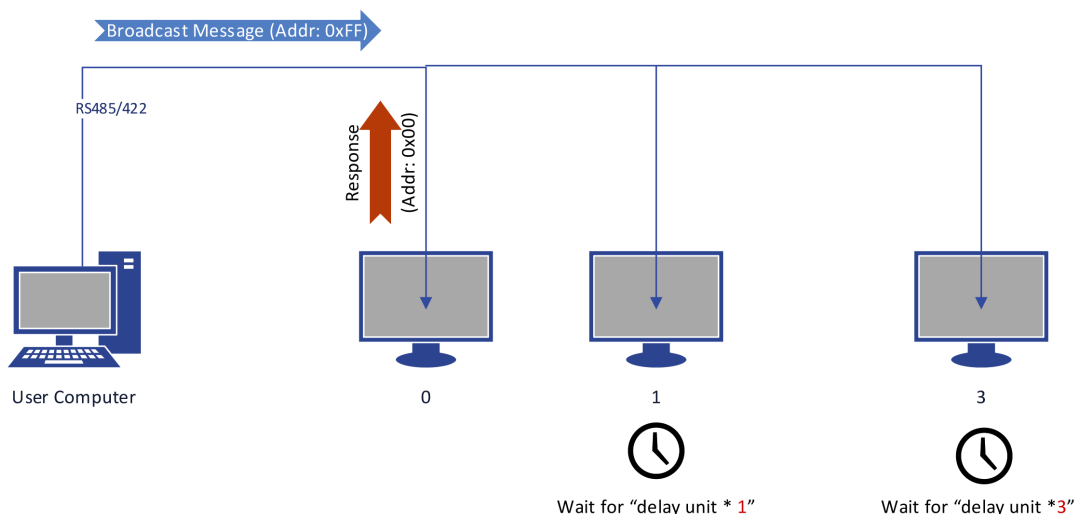 Broadcast Message (Addr: 0xFF)
RS485/422
Response
(Addr: 0x00)
User Computer
0
1
3
Wait for “delay unit * 1”
Wait for “delay unit *3”